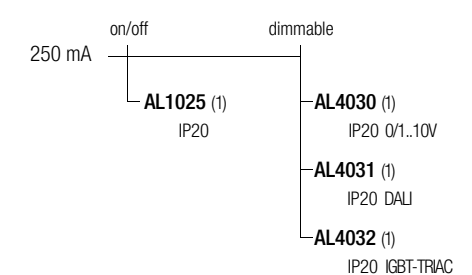 on/off dimmable
250 mA
AL1025 (1) AL4030 (1)
IP20 IP20 0/1..10V
AL4031 (1)
IP20 DALI
AL4032 (1)
IP20 IGBT-TRIAC